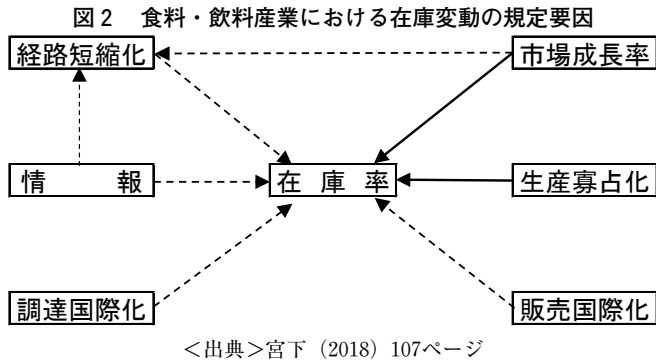 図２　食料・飲料産業における在庫変動の規定要因
経路短縮化
市場成長率
情　　報
在　庫　率
生産寡占化
調達国際化
販売国際化
＜出典＞宮下（2018）107ページ